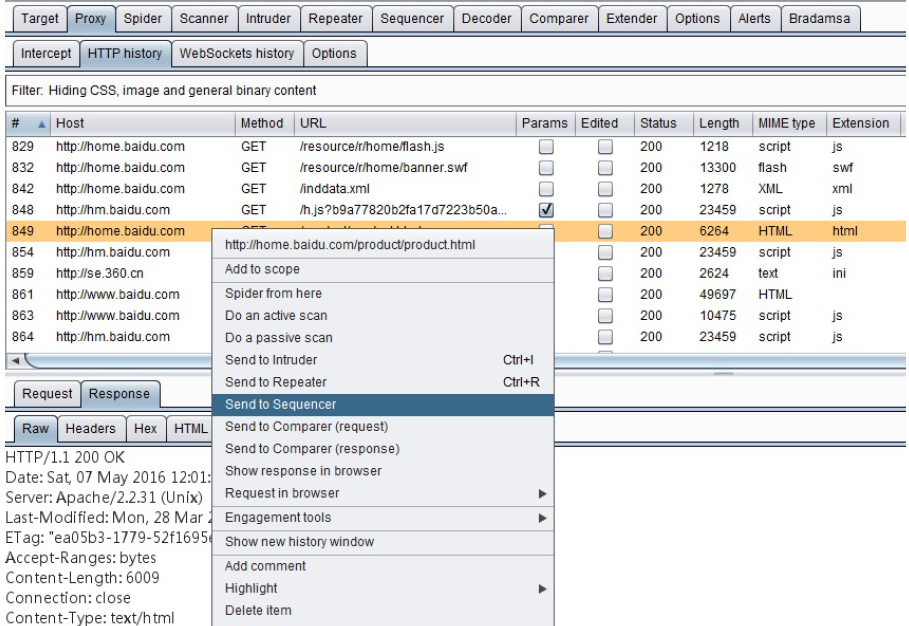 Target Proxy Spider Scanner Intruder Repeater Sequencer Decoder Comparer Extender Options Alerts Bradamsa
Intercept HTTP history WebSockets history Options
Filter: Hiding CSS, image and general binary content
# Host Method URL Params Edited Status Length MIME type Extension
829 http://home.baidu.com GET /resource/r/home/flash.js 200 1218 script js
832 http://home.baidu.com GET /resource/r/home/banner.swf 200 13300 flash swf
842 http://home.baidu.com GET /inddata.xml 200 1278 XML xml
848 http://hm.baidu.com GET /h.js?b9a77820b2fa17d7223b50a... 200 23459 script js
849 http://home.baidu.com 200 6264 HTML html
854 http://hm.baidu.com 200 23459 script js
859 http://se.360.cn 200 2624 text ini
861 http://www.baidu.com 200 49697 HTML
863 http://www.baidu.com 200 10475 script js
864 http://hm.baidu.com 200 23459 script js
http://home.baidu.com/product/product.html
Add to scope
Spider from here
Do an active scan
Do a passive scan
Send to Intruder Ctrl+I
Send to Repeater Ctrl+R
Send to Sequencer
Send to Comparer (request)
Send to Comparer (response)
Show response in browser
Request in browser
Engagement tools
Show new history window
Add comment
Highlight
Delete item
Request Response
Raw Headers Hex HTML
HTTP/1.1 200 OK
Date: Sat, 07 May 2016 12:01:
Server: Apache/2.2.31 (Unix)
Last-Modified: Mon, 28 Mar
ETag: "ea05b3-1779-52f1695
Accept-Ranges: bytes
Content-Length: 6009
Connection: close
Content-Type: text/html